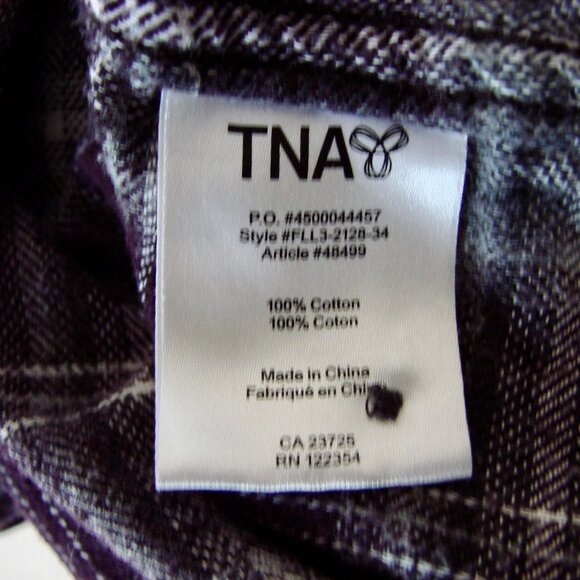 TNA
P.O. #4500044457
Style #FLL3-2128-34
Article #48499
100% Cotton
100% Coton
Made in China
Fabriqué en
CA 23725
RN 122354